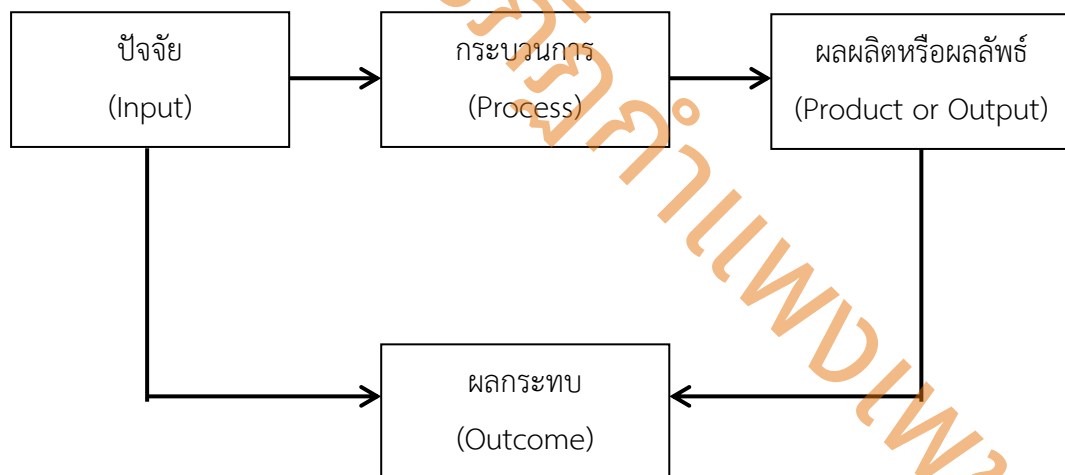 ปัจจัย
(Input)
กระบวนการ
(Process)
ผลผลิตหรือผลลัพธ์
(Product or Output)
ผลกระทบ
(Outcome)